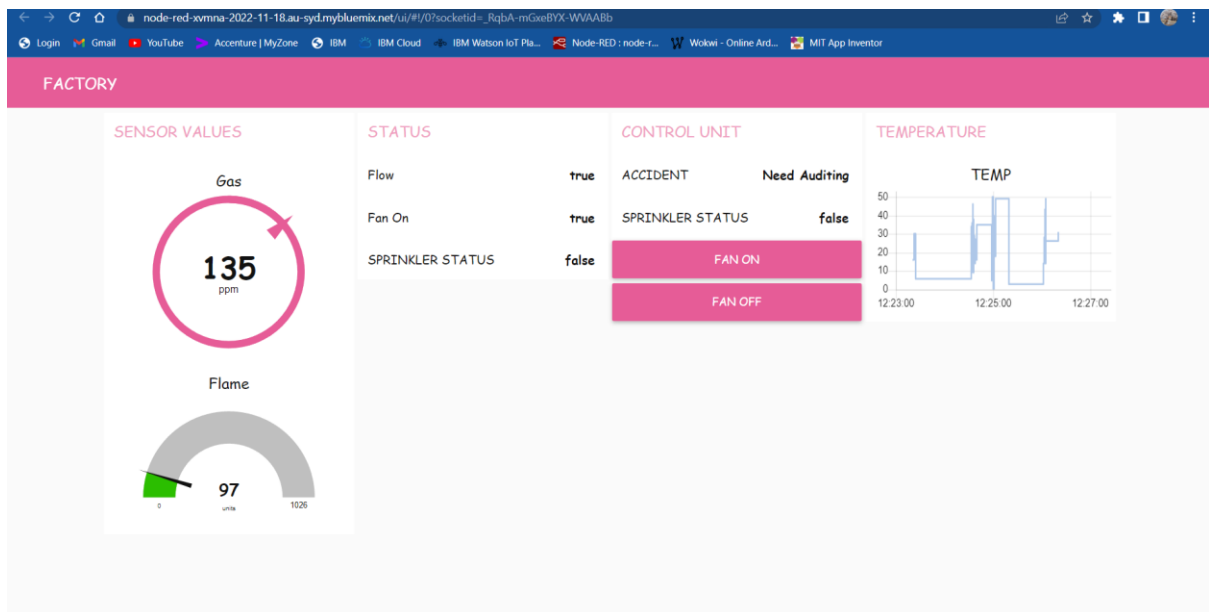 node-red-xvmna-2022-11-18.au-syd.mybluemix.net/ui/#!/0?socketid=_RqbA-mGxeBYX-WVAABb
Login Gmail YouTube Accenture | MyZone IBM IBM Cloud IBM Watson IoT Pla... Node-RED : node-r... Wokwi - Online Ard... MIT App Inventor
FACTORY
SENSOR VALUES
Gas
135
ppm
Flame
97
0 units 1026
STATUS
Flow true
Fan On true
SPRINKLER STATUS false
CONTROL UNIT
ACCIDENT Need Auditing
SPRINKLER STATUS false
FAN ON
FAN OFF
TEMPERATURE
TEMP
50
40
30
20
10
0
12:23:00 12:25:00 12:27:00